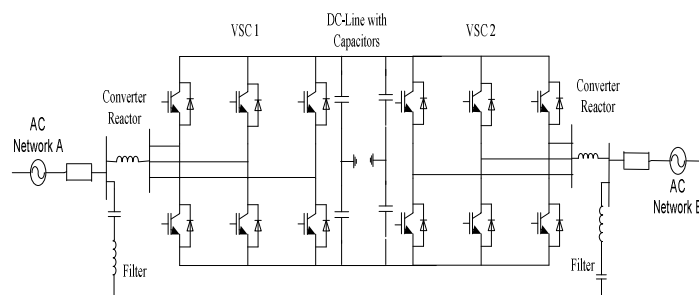 VSC 1
DC-Line with
Capacitors
VSC 2
Converter
Reactor
Converter
Reactor
AC
Network A
AC
Network B
Filter
Filter